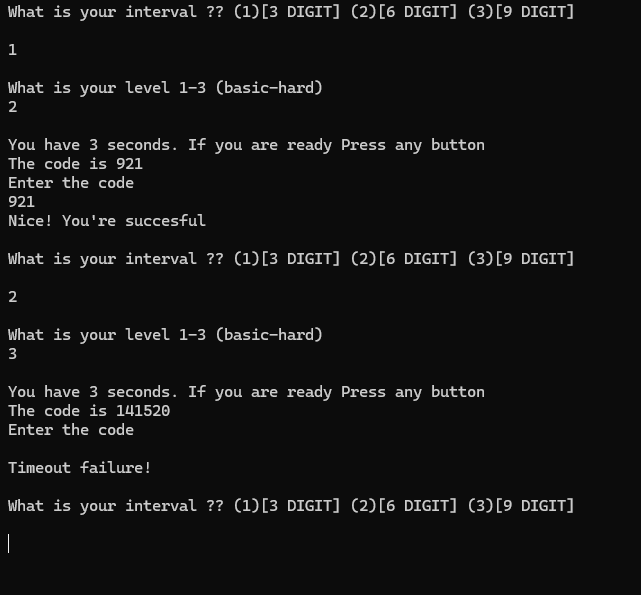 What is your interval ?? (1)[3 DIGIT] (2)[6 DIGIT] (3)[9 DIGIT]
1
What is your level 1-3 (basic-hard)
2
You have 3 seconds. If you are ready Press any button
The code is 921
Enter the code
921
Nice! You're succesful
What is your interval ?? (1)[3 DIGIT] (2)[6 DIGIT] (3)[9 DIGIT]
2
What is your level 1-3 (basic-hard)
3
You have 3 seconds. If you are ready Press any button
The code is 141520
Enter the code
Timeout failure!
What is your interval ?? (1)[3 DIGIT] (2)[6 DIGIT] (3)[9 DIGIT]